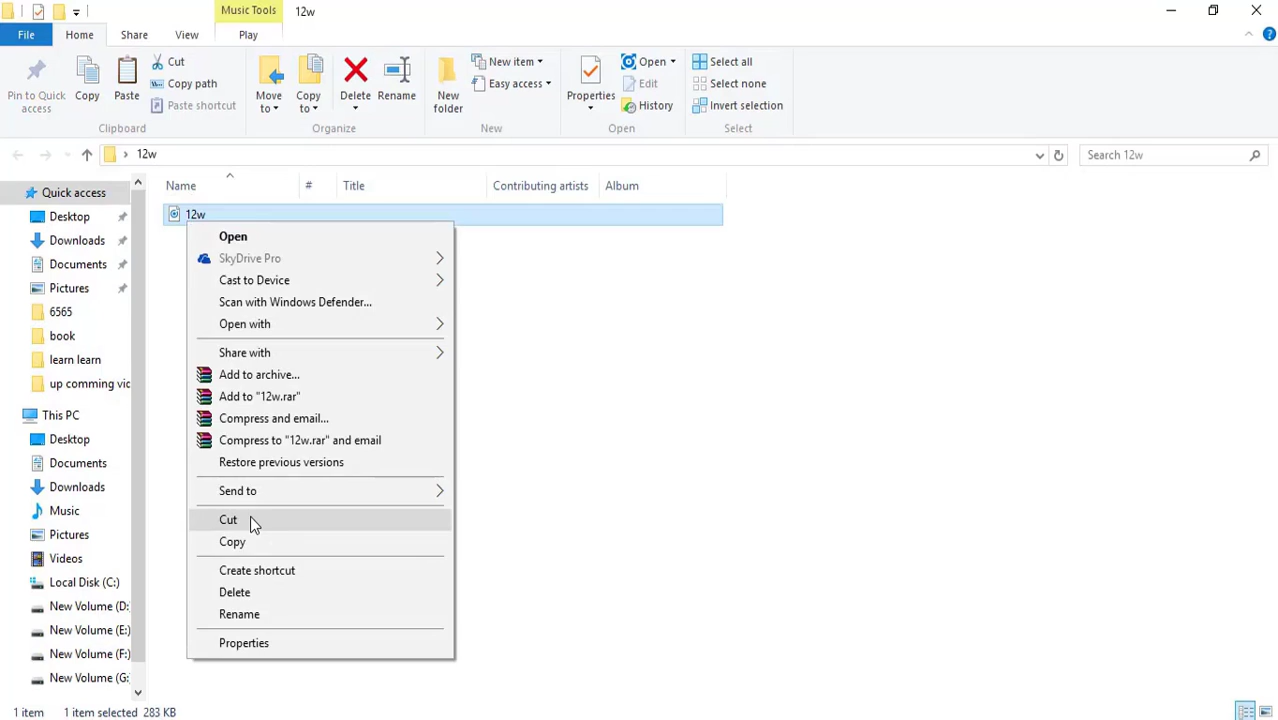 Music Tools
12w
File
Home
Share
View
Play
Pin to Quick access
Copy
Paste
Cut
Copy path
Paste shortcut
Clipboard
Move to
Copy to
Delete
Rename
Organize
New folder
New item
Easy access
New
Properties
Open
Edit
History
Open
Select all
Select none
Invert selection
Select
12w
Search 12w
Quick access
Desktop
Downloads
Documents
Pictures
6565
book
learn learn
up comming vid
This PC
Desktop
Documents
Downloads
Music
Pictures
Videos
Local Disk (C:)
New Volume (D:
New Volume (E:)
New Volume (F:)
New Volume (G:
Name
#
Title
Contributing artists
Album
12w
Open
SkyDrive Pro
Cast to Device
Scan with Windows Defender...
Open with
Share with
Add to archive...
Add to "12w.rar"
Compress and email...
Compress to "12w.rar" and email
Restore previous versions
Send to
Cut
Copy
Create shortcut
Delete
Rename
Properties
1 item
1 item selected 283 KB